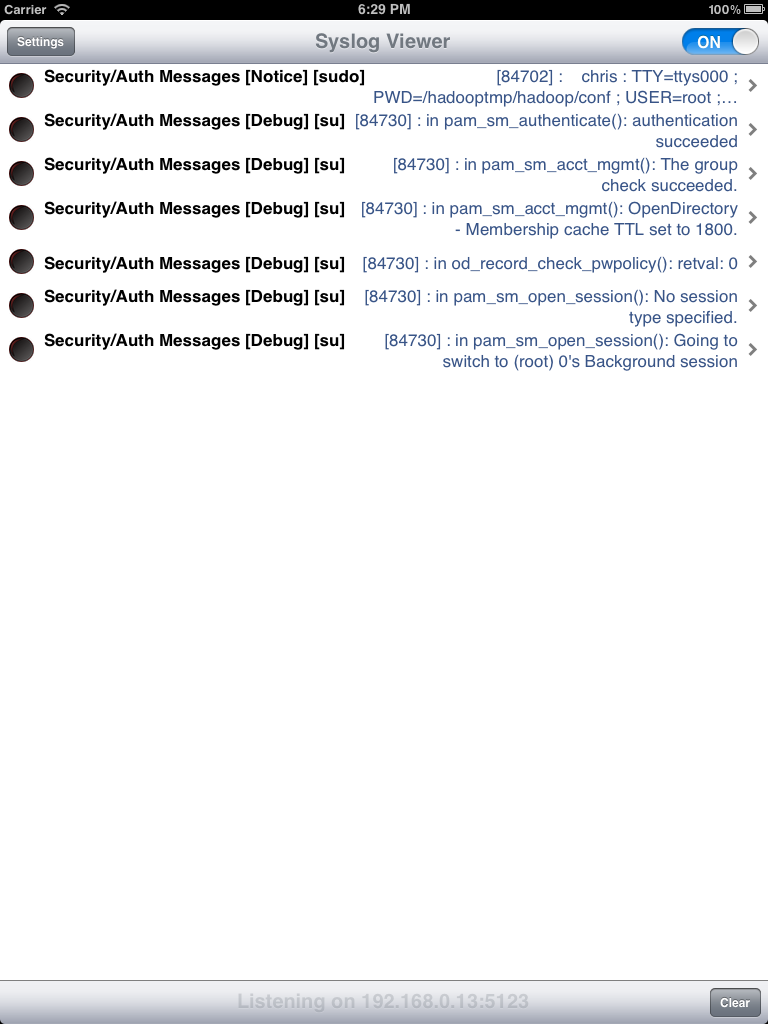 Carrier 6:29 PM 100%
Settings Syslog Viewer ON
Security/Auth Messages [Notice] [sudo] [84702] : chris : TTY=ttys000 ;
PWD=/hadooptmp/hadoop/conf ; USER=root ;...
Security/Auth Messages [Debug] [su] [84730] : in pam_sm_authenticate(): authentication
succeeded
Security/Auth Messages [Debug] [su] [84730] : in pam_sm_acct_mgmt(): The group
check succeeded.
Security/Auth Messages [Debug] [su] [84730] : in pam_sm_acct_mgmt(): OpenDirectory
- Membership cache TTL set to 1800.
Security/Auth Messages [Debug] [su] [84730] : in od_record_check_pwpolicy(): retval: 0
Security/Auth Messages [Debug] [su] [84730] : in pam_sm_open_session(): No session
type specified.
Security/Auth Messages [Debug] [su] [84730] : in pam_sm_open_session(): Going to
switch to (root) 0's Background session
Listening on 192.168.0.13:5123 Clear